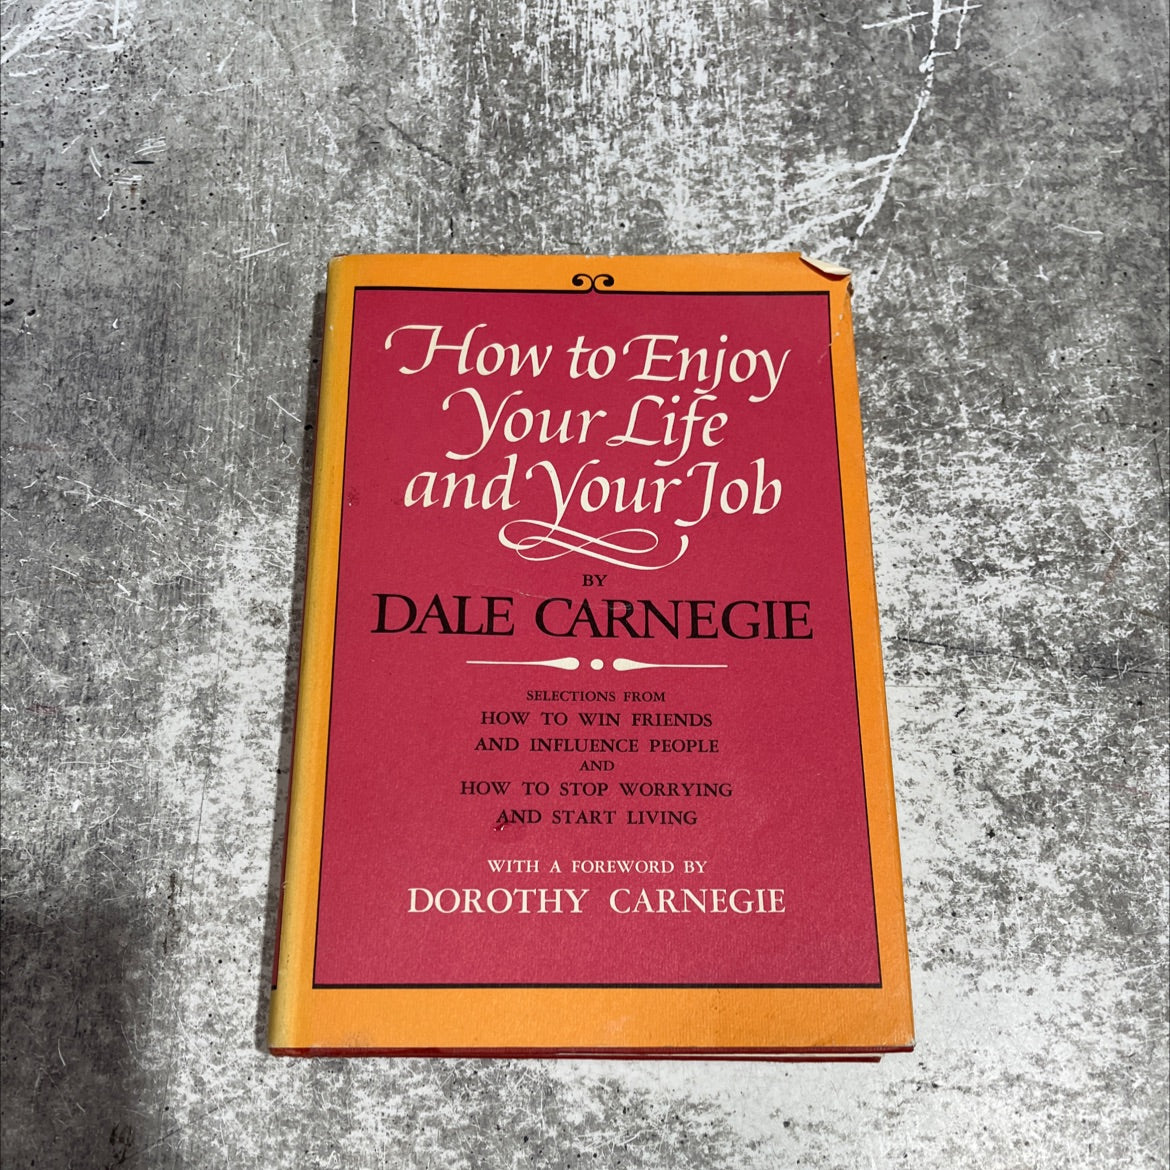 How to Enjoy
Your Life
and Your Job
BY
DALE CARNEGIE
SELECTIONS FROM
HOW TO WIN FRIENDS
AND INFLUENCE PEOPLE
AND
HOW TO STOP WORRYING
AND START LIVING
WITH A FOREWORD BY
DOROTHY CARNEGIE